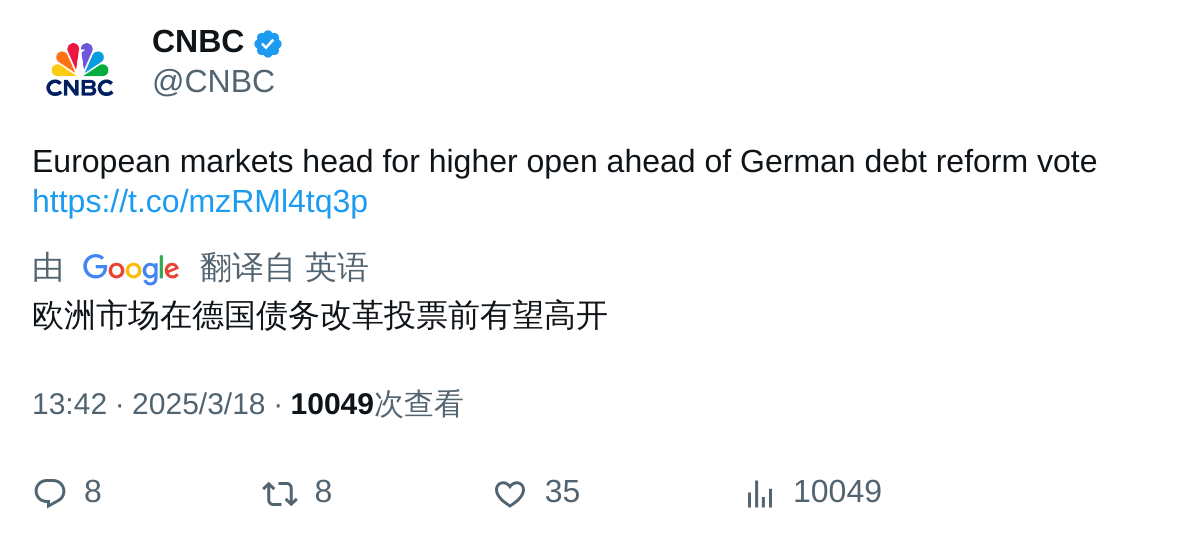 CNBC
CNBC
@CNBC
European markets head for higher open ahead of German debt reform vote
https://t.co/mzRMl4tq3p
由 Google 翻译自 英语
欧洲市场在德国债务改革投票前有望高开
13:42 · 2025/3/18 · 10049次查看
8 8 35 10049